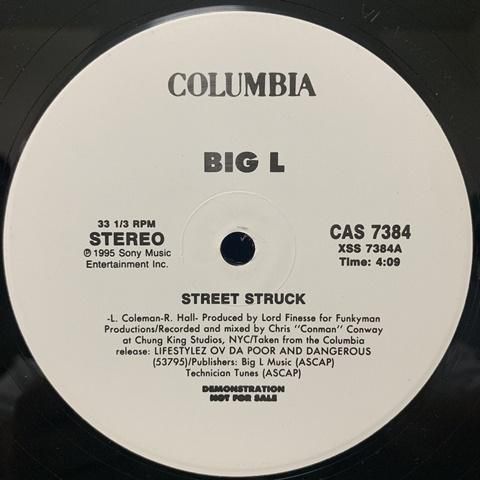 COLUMBIA
BIG L
33 1/3 RPM
STEREO
℗ 1995 Sony Music
Entertainment Inc.
CAS 7384
XSS 7384A
Time: 4:09
STREET STRUCK
-L. Coleman-R. Hall- Produced by Lord Finesse for Funkyman
Productions/Recorded and mixed by Chris "Conman" Conway
at Chung King Studios, NYC/Taken from the Columbia
release: LIFESTYLEZ OV DA POOR AND DANGEROUS
(53795)/Publishers: Big L Music (ASCAP)
Technician Tunes (ASCAP)
DEMONSTRATION
NOT FOR SALE